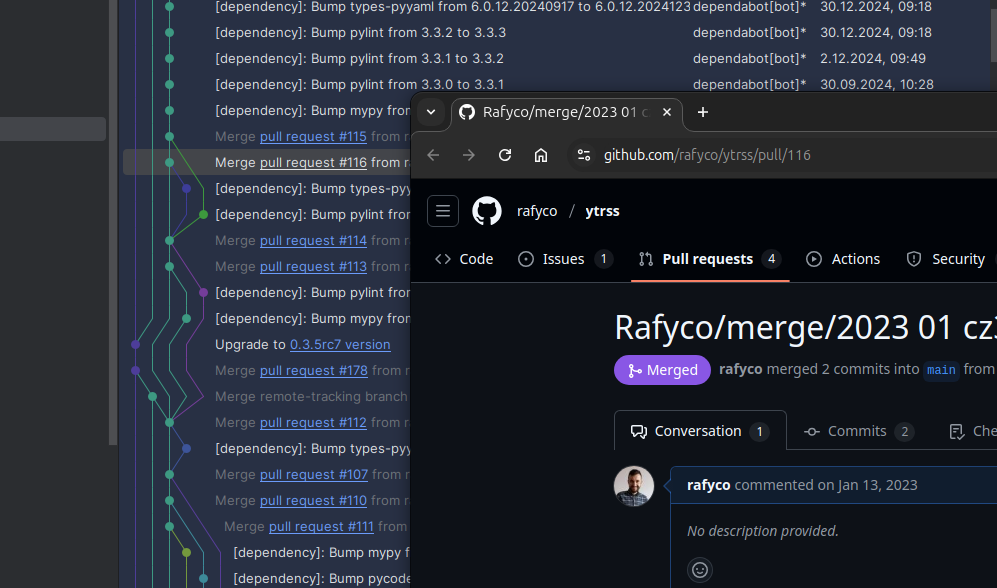 [dependency]: Bump types-pyyaml from 6.0.12.20240917 to 6.0.12.2024123 dependabot[bot]* 30.12.2024, 09:18
[dependency]: Bump pylint from 3.3.2 to 3.3.3 dependabot[bot]* 30.12.2024, 09:18
[dependency]: Bump pylint from 3.3.1 to 3.3.2 dependabot[bot]* 2.12.2024, 09:49
[dependency]: Bump pylint from 3.3.0 to 3.3.1 dependabot[bot]* 30.09.2024, 10:28
[dependency]: Bump mypy fro
Merge pull request #115 from r
Merge pull request #116 from r
[dependency]: Bump types-pyy
[dependency]: Bump pylint fro
Merge pull request #114 from r
Merge pull request #113 from r
[dependency]: Bump pylint fro
[dependency]: Bump mypy fro
Upgrade to 0.3.5rc7 version
Merge pull request #178 from r
Merge remote-tracking branch
Merge pull request #112 from r
[dependency]: Bump types-pyy
Merge pull request #107 from r
Merge pull request #110 from r
Merge pull request #111 from
[dependency]: Bump mypy f
[dependency]: Bump pycode
Rafyco/merge/2023 01 c
github.com/rafyco/ytrss/pull/116
rafyco / ytrss
Code Issues 1 Pull requests 4 Actions Security
Rafyco/merge/2023 01 cz
Merged rafyco merged 2 commits into main from
Conversation 1 Commits 2 Che
rafyco commented on Jan 13, 2023
No description provided.